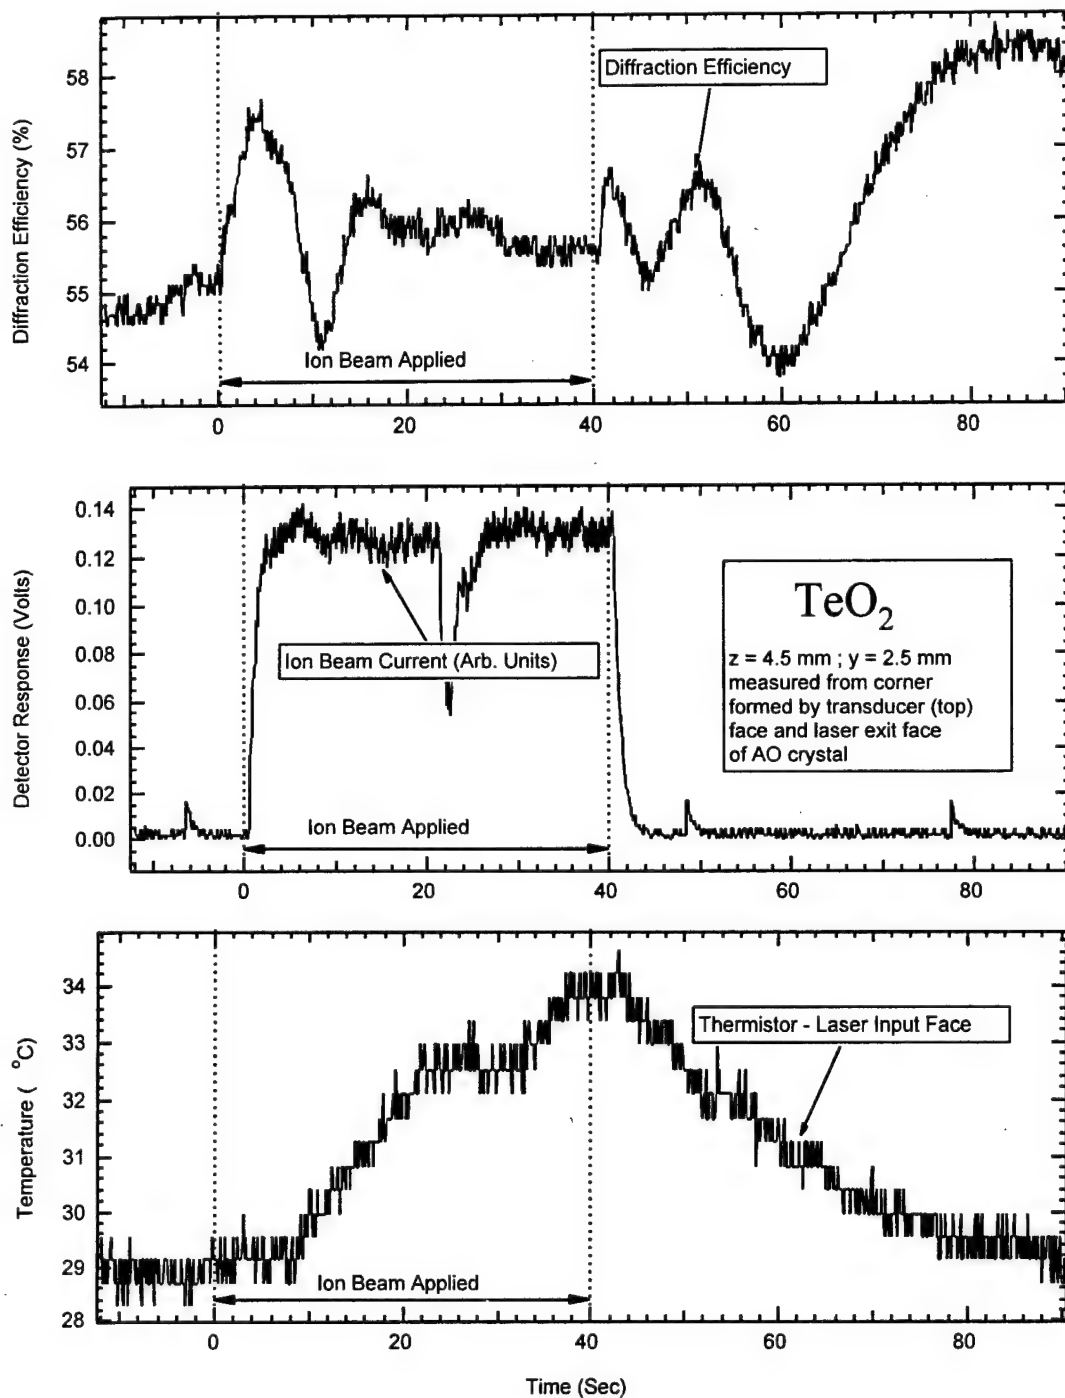 Diffraction Efficiency (%)
58
57
56
55
54
Diffraction Efficiency
Ion Beam Applied
0
20
40
60
80
Detector Response (Volts)
0.14
0.12
0.10
0.08
0.06
0.04
0.02
0.00
Ion Beam Current (Arb. Units)
TeO₂
z = 4.5 mm ; y = 2.5 mm
measured from corner
formed by transducer (top)
face and laser exit face
of AO crystal
Ion Beam Applied
0
20
40
60
80
Temperature ( °C)
34
33
32
31
30
29
28
Thermistor - Laser Input Face
Ion Beam Applied
0
20
40
60
80
Time (Sec)